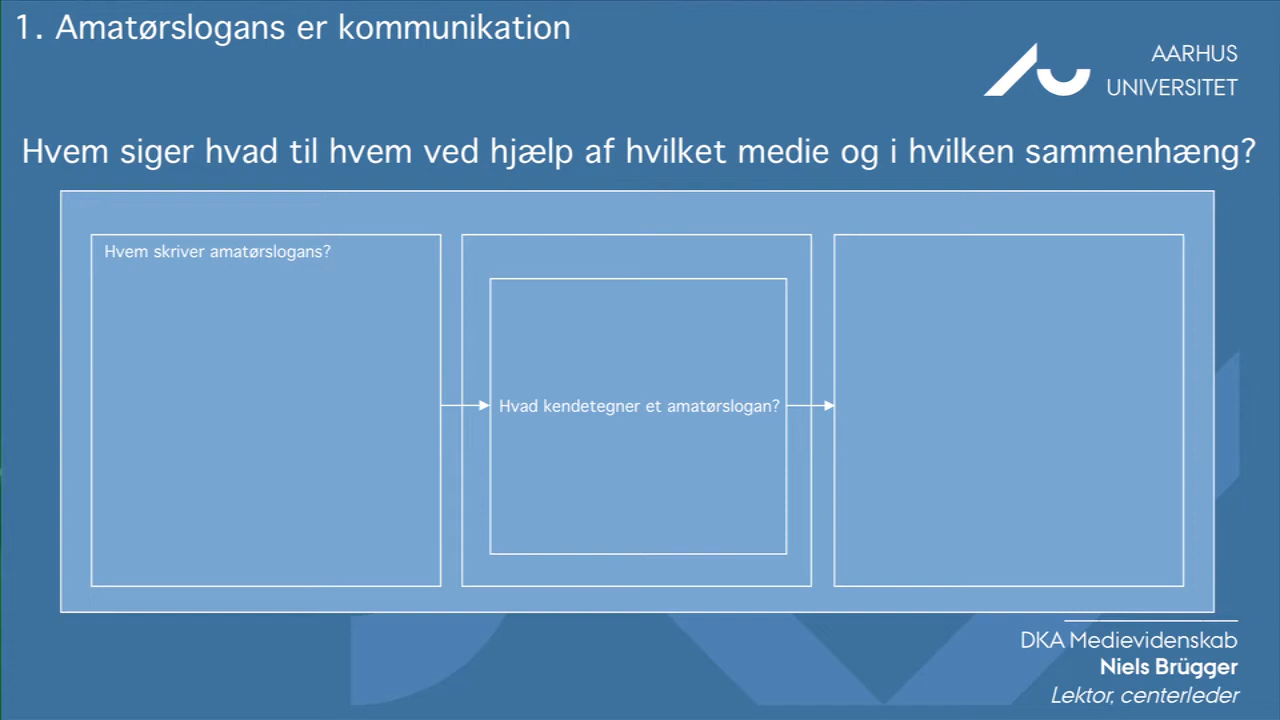 1. Amatørslogans er kommunikation
AARHUS
UNIVERSITET
Hvem siger hvad til hvem ved hjælp af hvilket medie og i hvilken sammenhæng?
Hvem skriver amatørslogans?
Hvad kendetegner et amatørslogan?
DKA Medievidenskab
Niels Brügger
Lektor, centerleder